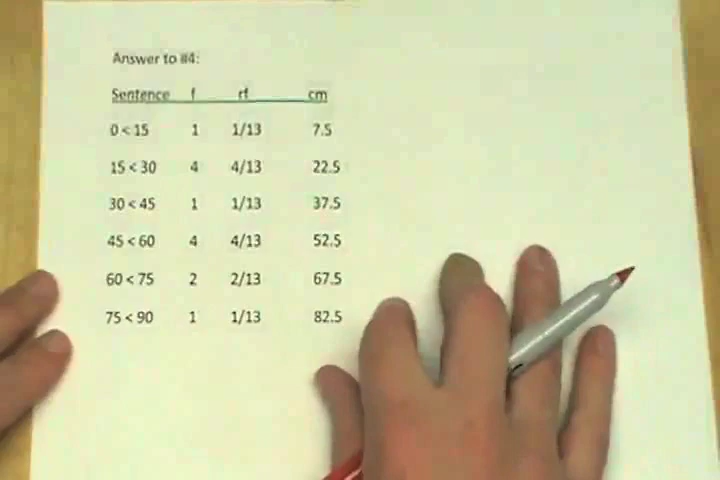 Answer to #4:
Sentence f rf cm
0 < 15 1 1/13 7.5
15 < 30 4 4/13 22.5
30 < 45 1 1/13 37.5
45 < 60 4 4/13 52.5
60 < 75 2 2/13 67.5
75 < 90 1 1/13 82.5